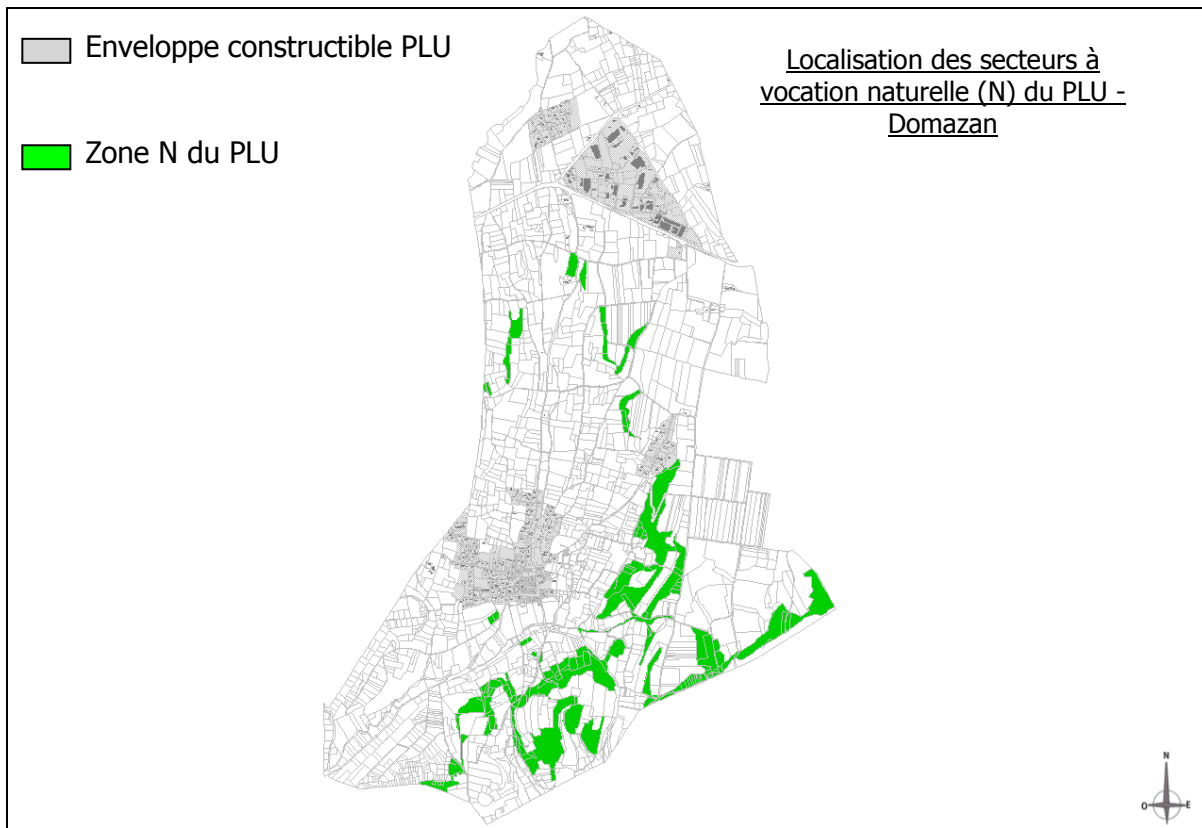 Enveloppe constructible PLU
Zone N du PLU
Localisation des secteurs à
vocation naturelle (N) du PLU -
Domazan
N
O
E